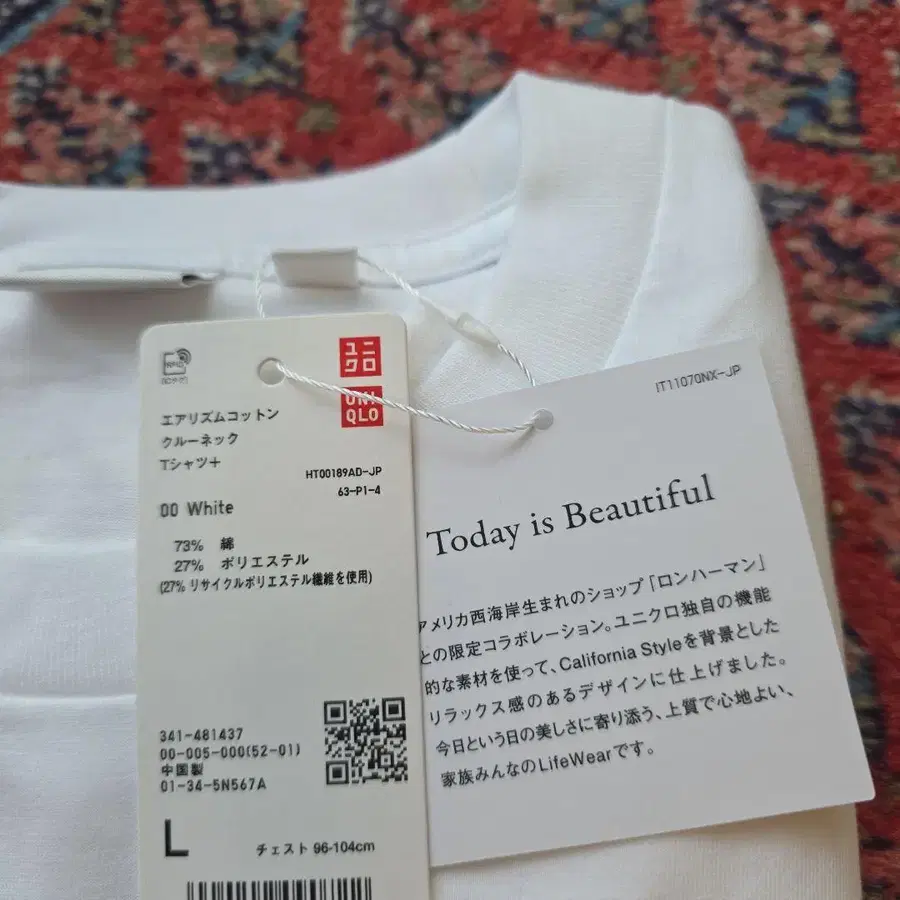 ユニ
クロ
UNI
QLO
エアリズムコットン
クルーネック
Tシャツ+
HT00189AD-JP
63-P1-4
00 White
73% 綿
27% ポリエステル
(27% リサイクルポリエステル繊維を使用)
341-481437
00-005-000(52-01)
中国製
01-34-5N567A
L
チェスト 96-104cm
IT11070NX-JP
Today is Beautiful
アメリカ西海岸生まれのショップ「ロンハーマン」
との限定コラボレーション。ユニクロ独自の機能
的な素材を使って、California Styleを背景とした
リラックス感のあるデザインに仕上げました。
今日という日の美しさに寄り添う、上質で心地よい、
家族みんなのLifeWearです。